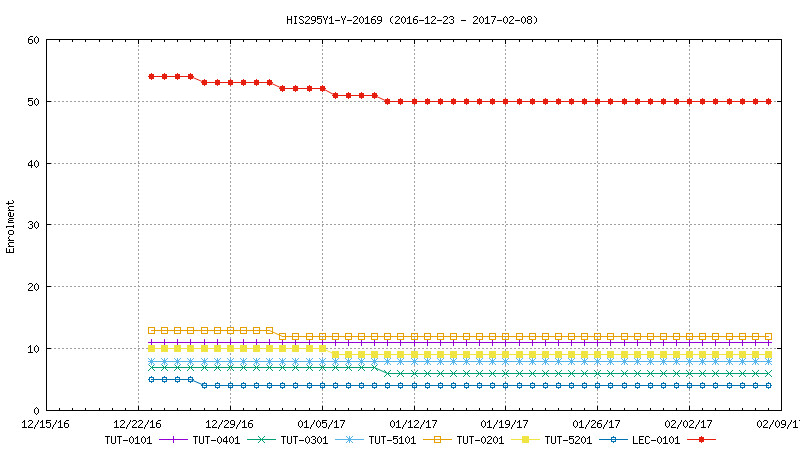 HIS295Y1-Y-20169 (2016-12-23 - 2017-02-08)
60
50
40
30
20
10
0
Enrolment
12/15/16 12/22/16 12/29/16 01/05/17 01/12/17 01/19/17 01/26/17 02/02/17 02/09/1
TUT-0101 TUT-0401 TUT-0301 TUT-5101 TUT-0201 TUT-5201 LEC-0101